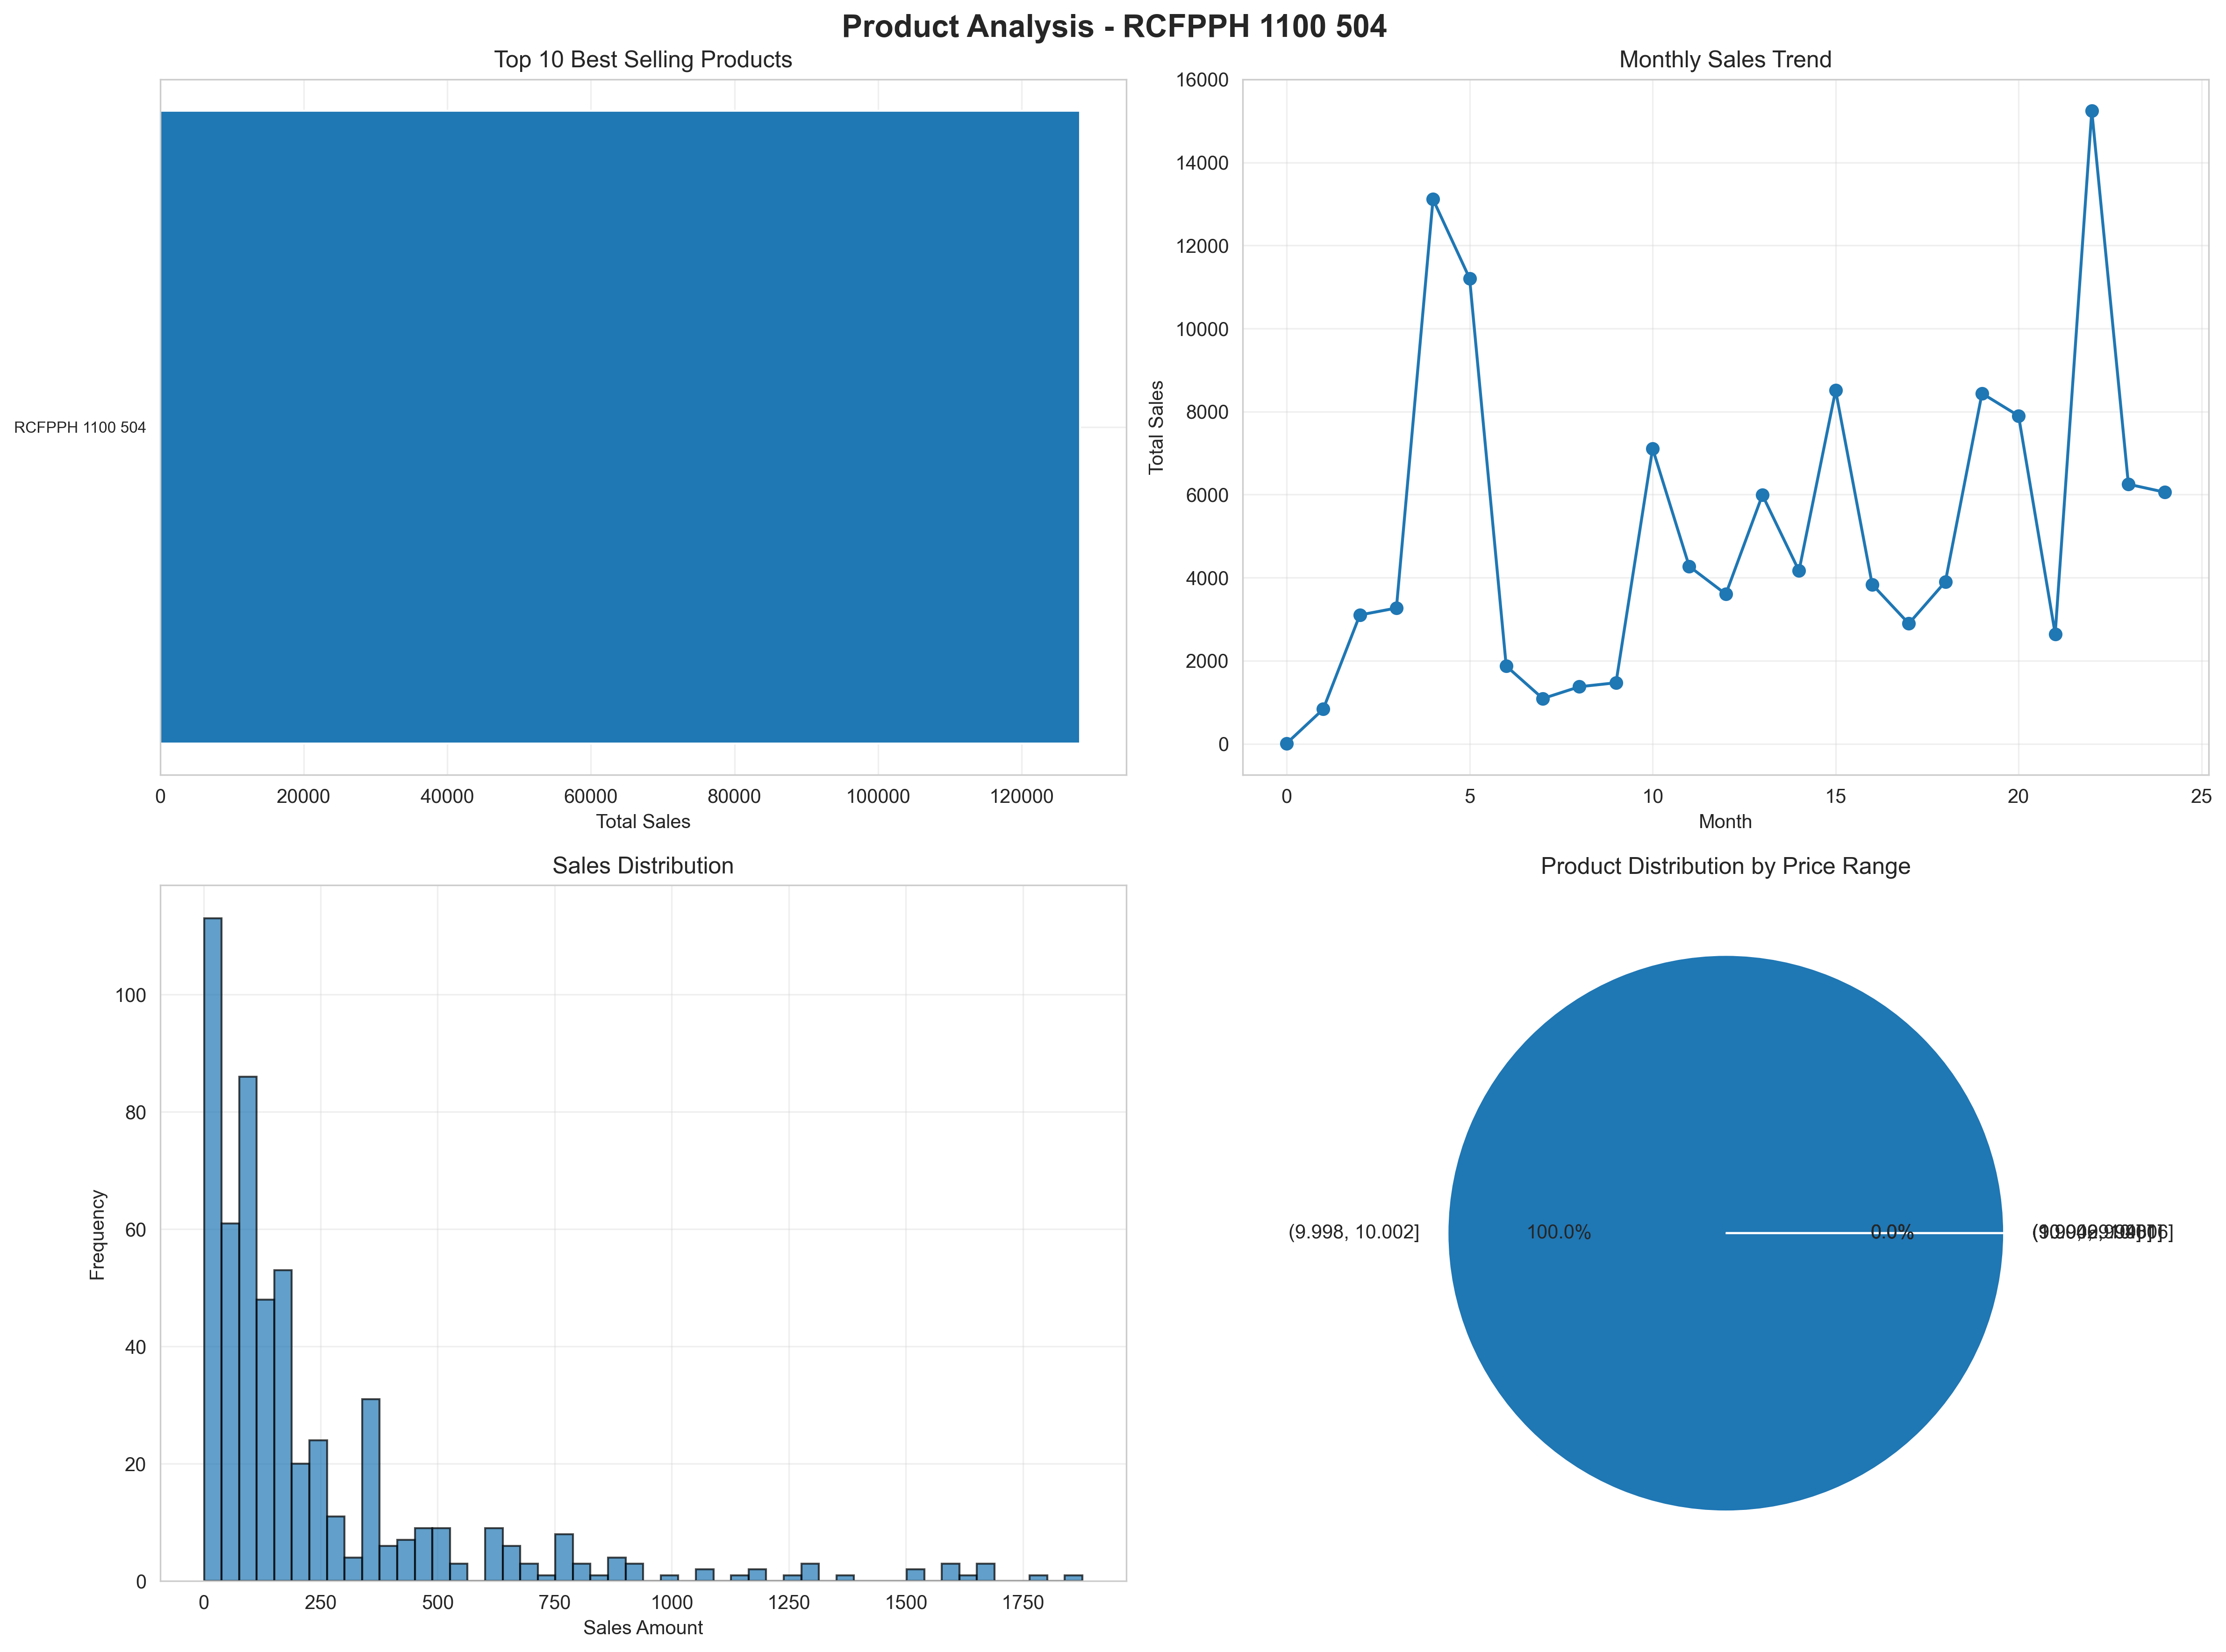 Product Analysis - RCFPPH 1100 504
Top 10 Best Selling Products
RCFPPH 1100 504
0 20000 40000 60000 80000 100000 120000
Total Sales
Monthly Sales Trend
16000
14000
12000
10000
8000
6000
4000
2000
0
Total Sales
0 5 10 15 20 25
Month
Sales Distribution
100
80
60
40
20
0
Frequency
0 250 500 750 1000 1250 1500 1750
Sales Amount
Product Distribution by Price Range
(9.998, 10.002] 100.0% 0.0%